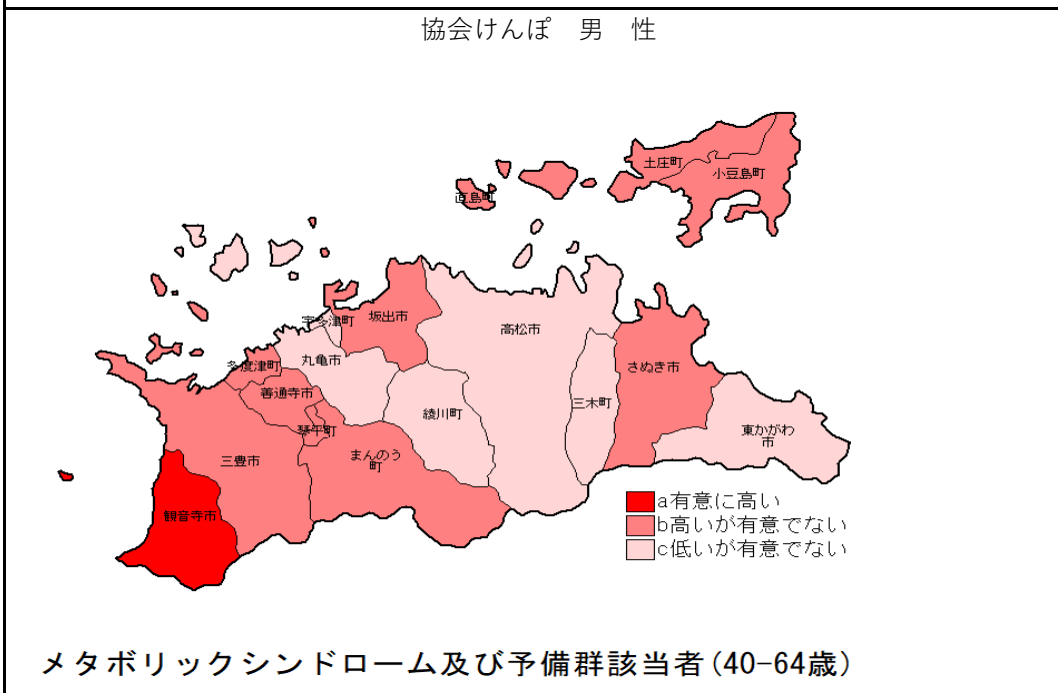 協会けんぽ　男　性
土庄町
小豆島町
直島町
宇多津町
坂出市
高松市
丸亀市
多度津町
さぬき市
善通寺市
綾川町
三木町
琴平町
東かがわ
市
まんのう
町
三豊市
観音寺市
a有意に高い
b高いが有意でない
c低いが有意でない
メタボリックシンドローム及び予備群該当者(40-64歳)